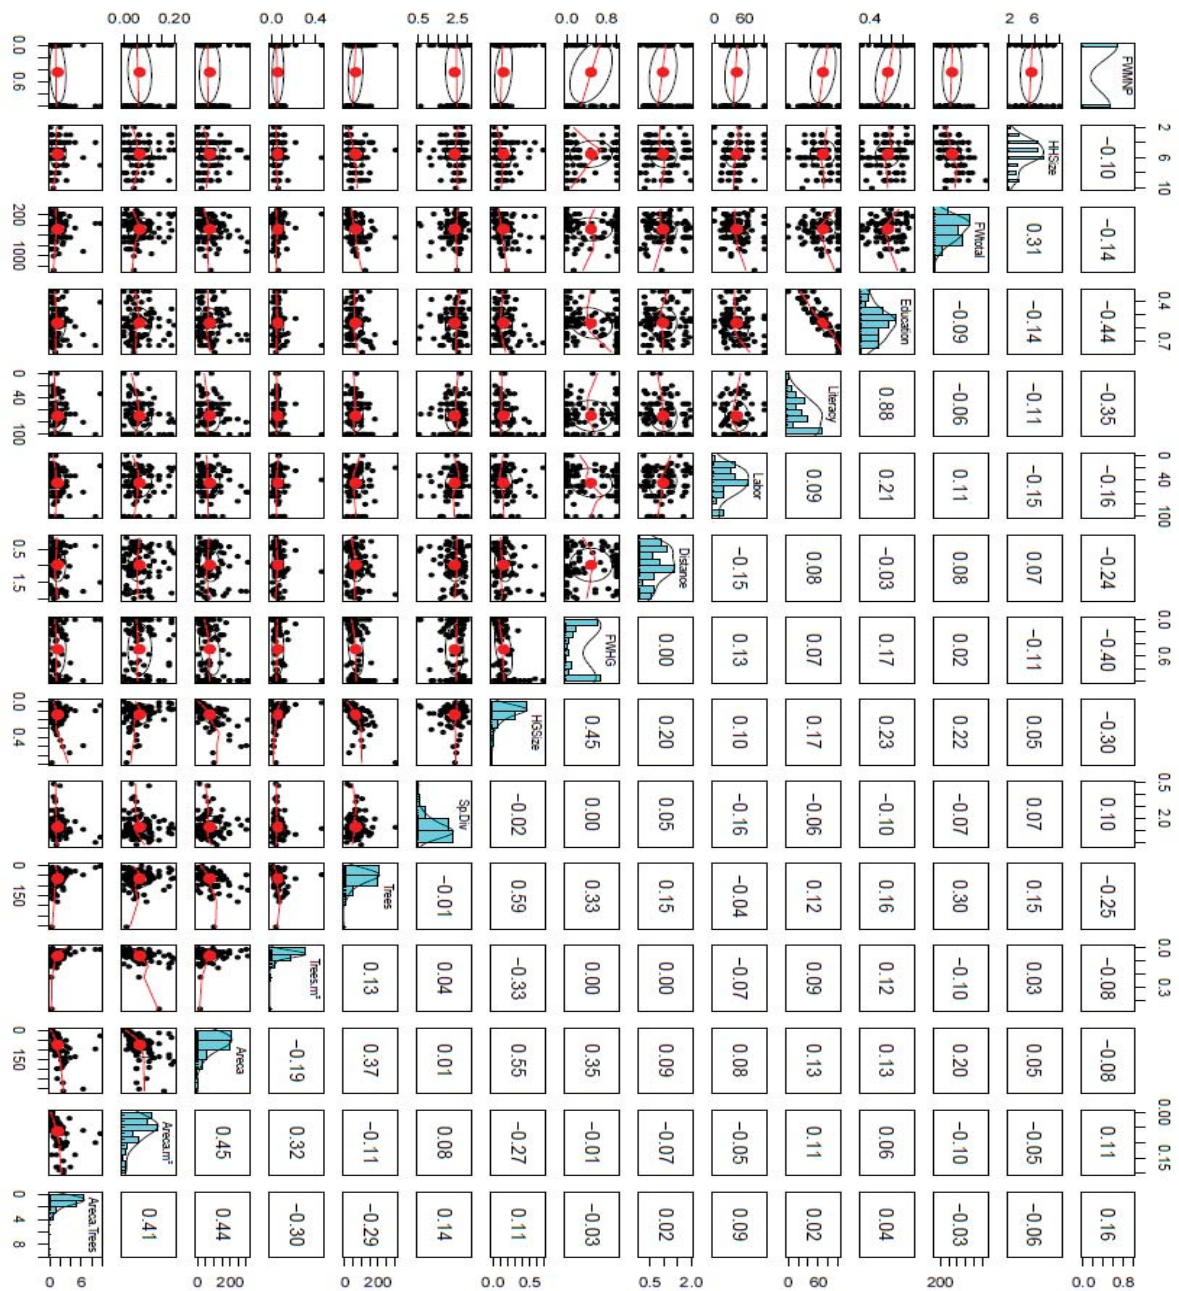 2 6 10 0.4 0.7 0 40 100 0.0 0.6 0.5 2.0 0.0 0.3 0.00 0.15
FWMNP −0.10 −0.14 −0.44 −0.35 −0.16 −0.24 −0.40 −0.30 0.10 −0.25 −0.08 −0.08 0.11 0.16 0.0 0.8
2 6 HHSize 0.31 −0.14 −0.11 −0.15 0.07 −0.11 0.05 0.07 0.15 0.03 0.05 −0.05 −0.06
FWtotal −0.09 −0.06 0.11 0.08 0.02 0.22 −0.07 0.30 −0.10 0.20 −0.10 −0.03 200
0.4 Education 0.88 0.21 −0.03 0.17 0.23 −0.10 0.16 0.12 0.13 0.06 0.04
Literacy 0.09 0.08 0.07 0.17 −0.06 0.12 0.09 0.13 0.11 0.02 0 60
0 60 Labor −0.15 0.13 0.10 −0.16 −0.04 −0.07 0.08 −0.05 0.09
Distance 0.00 0.20 0.05 0.15 0.00 0.09 −0.07 0.02 0.5 2.0
0.0 0.8 FWHG 0.45 0.00 0.33 0.00 0.35 −0.01 −0.03
HGSize −0.02 0.59 −0.33 0.55 −0.27 0.11 0.0 0.5
0.5 2.5 Sp.Div −0.01 0.04 0.01 0.08 0.14
Trees 0.13 0.37 −0.11 −0.29 0 200
0.0 0.4 Trees.m² −0.19 0.32 −0.30
Areca 0.45 0.44 0 200
0.00 0.20 Areca.m² 0.41
Areca.Trees 0 6
0.0 0.6 200 1000 0 40 100 0.5 1.5 0.0 0.4 0 150 0 150 0 4 8